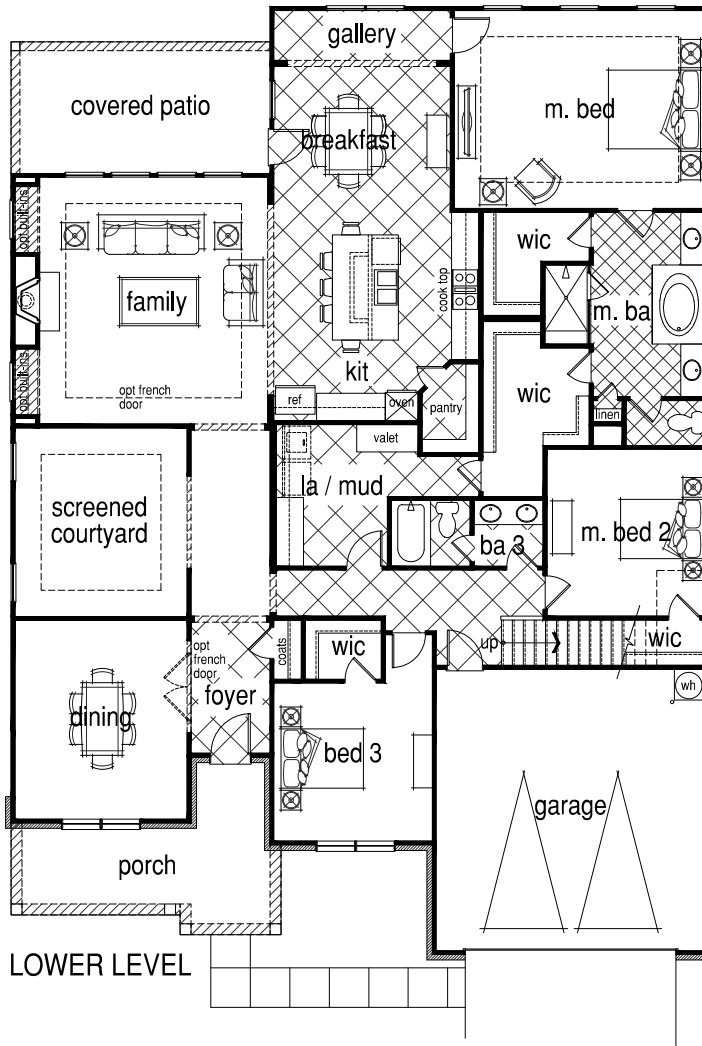 gallery
covered patio
m. bed
breakfast
opt built-ins
wic
family
cook top
m. ba
kit
opt french
door
opt built-ins
wic
ref
oven
pantry
linen
valet
la / mud
screened
courtyard
m. bed 2
ba 3
opt
french
door
coats
wic
up
wic
foyer
wh
dining
bed 3
garage
porch
LOWER LEVEL